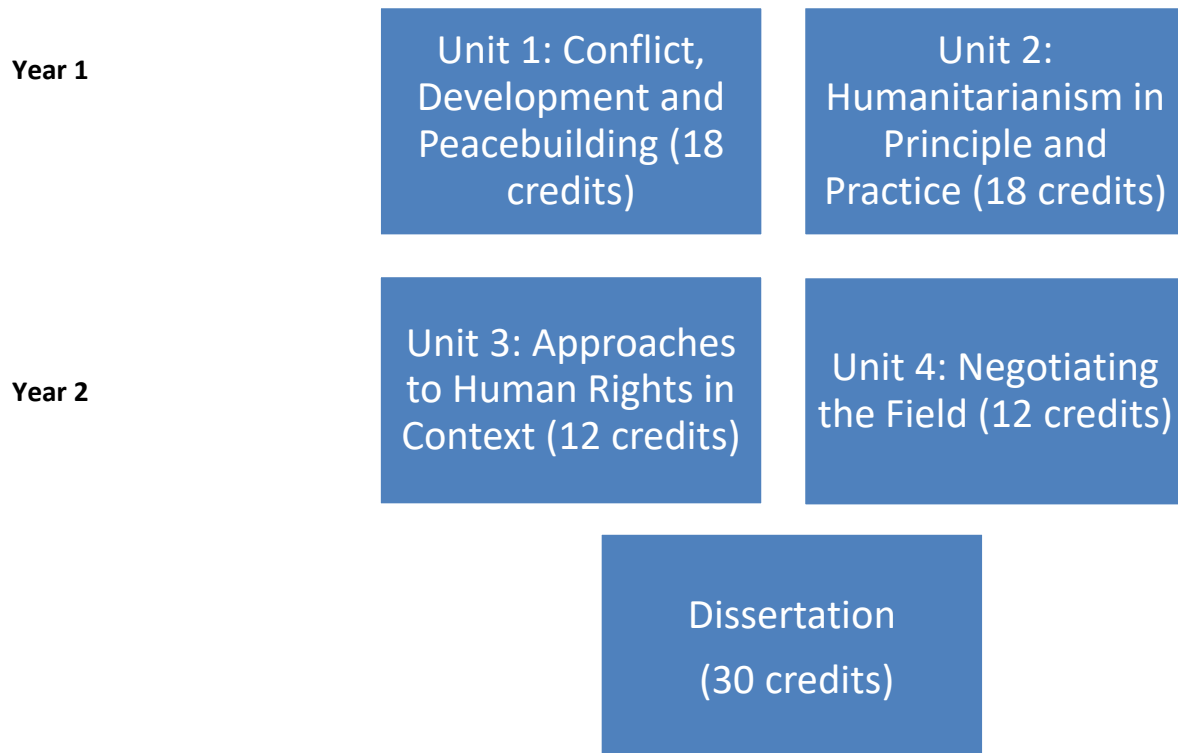 Year 1
Unit 1: Conflict,
Development and
Peacebuilding (18
credits)
Unit 2:
Humanitarianism in
Principle and
Practice (18 credits)
Year 2
Unit 3: Approaches
to Human Rights in
Context (12 credits)
Unit 4: Negotiating
the Field (12 credits)
Dissertation
(30 credits)